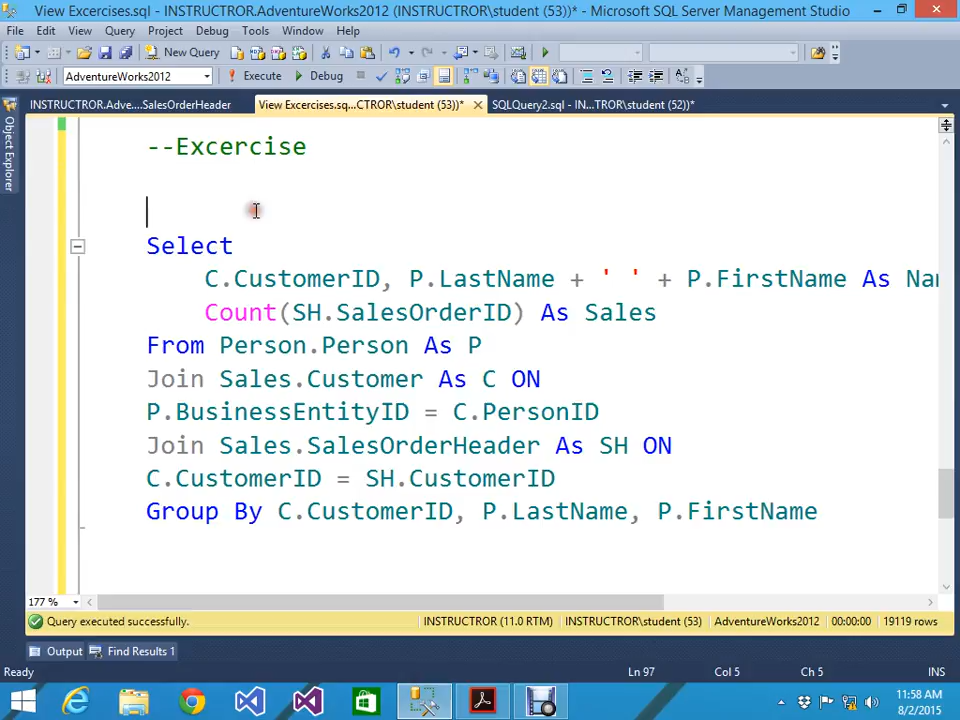 View Excercises.sql - INSTRUCTROR.AdventureWorks2012 (INSTRUCTROR\student (53))* - Microsoft SQL Server Management Studio
File Edit View Query Project Debug Tools Window Help
New Query
AdventureWorks2012 Execute Debug
INSTRUCTROR.Adve....SalesOrderHeader View Excercises.sq...CTROR\student (53))* SQLQuery2.sql - IN...TROR\student (52))*
Object Explorer
--Excercise
Select
C.CustomerID, P.LastName + ' ' + P.FirstName As Nam
Count(SH.SalesOrderID) As Sales
From Person.Person As P
Join Sales.Customer As C ON
P.BusinessEntityID = C.PersonID
Join Sales.SalesOrderHeader As SH ON
C.CustomerID = SH.CustomerID
Group By C.CustomerID, P.LastName, P.FirstName
177 %
Query executed successfully. INSTRUCTROR (11.0 RTM) INSTRUCTROR\student (53) AdventureWorks2012 00:00:00 19119 rows
Output Find Results 1
Ready Ln 97 Col 5 Ch 5 INS
11:58 AM
8/2/2015